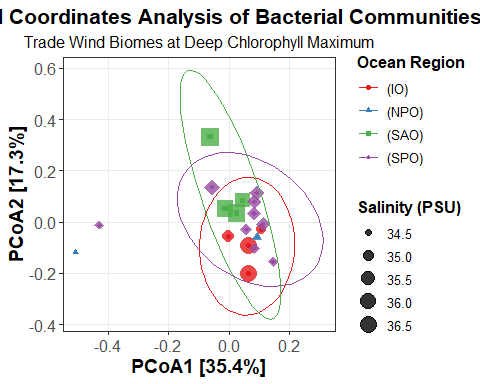 Coordinates Analysis of Bacterial Communities
Trade Wind Biomes at Deep Chlorophyll Maximum
Ocean Region
(IO)
(NPO)
(SAO)
(SPO)
Salinity (PSU)
34.5
35.0
35.5
36.0
36.5
PCoA2 [17.3%]
0.6
0.4
0.2
0.0
-0.2
-0.4
-0.4
-0.2
0.0
0.2
PCoA1 [35.4%]